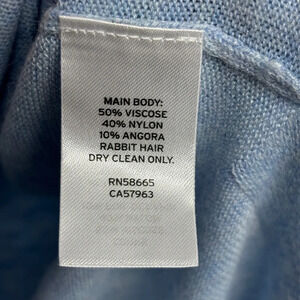 MAIN BODY:
50% VISCOSE
40% NYLON
10% ANGORA
RABBIT HAIR
DRY CLEAN ONLY.
RN58665
CA57963